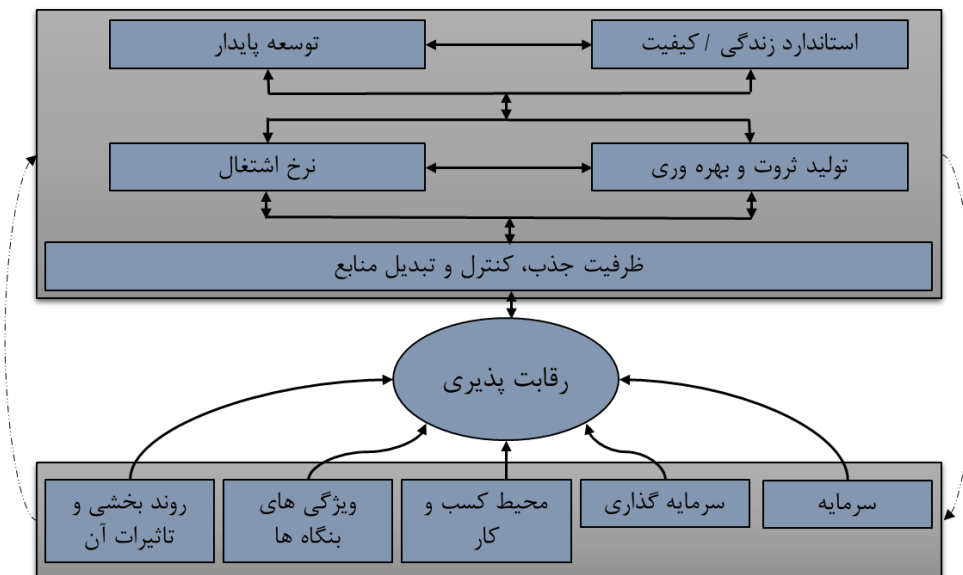 استاندارد زندگی / کیفیت
توسعه پایدار
تولید ثروت و بهره وری
نرخ اشتغال
ظرفیت جذب، کنترل و تبدیل منابع
رقابت پذیری
سرمایه
سرمایه گذاری
محیط کسب و
کار
ویژگی های
بنگاه ها
روند بخشی و
تاثیرات آن